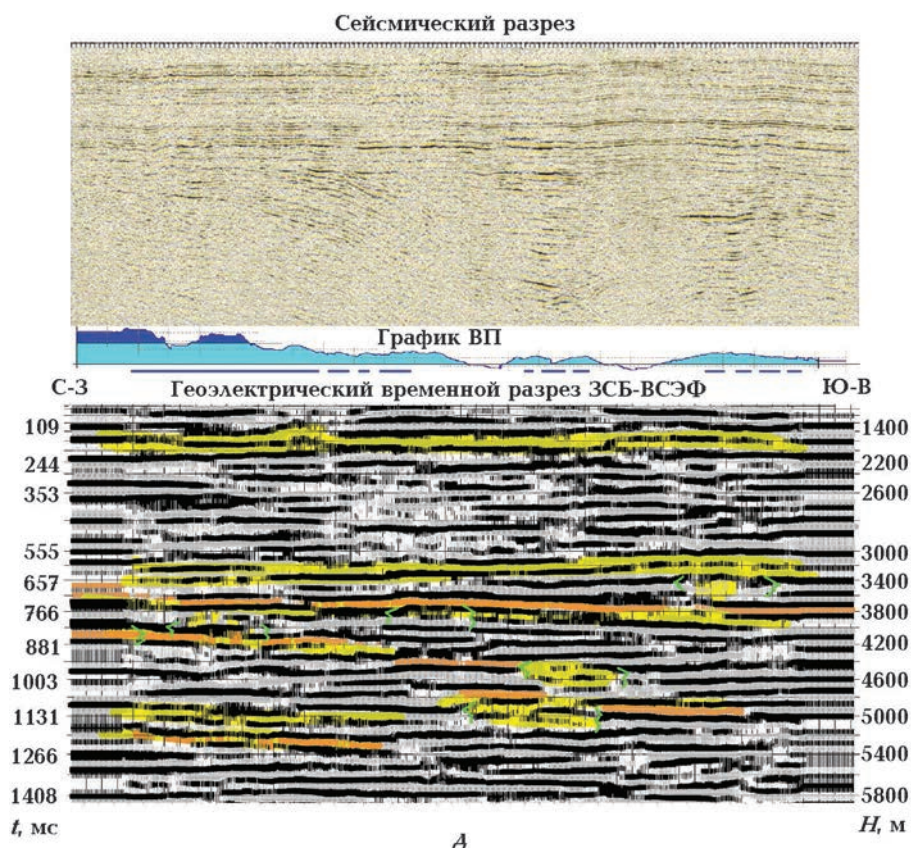 Сейсмический разрез
График ВП
С-З Геоэлектрический временной разрез ЗСБ-ВСЭФ Ю-В
109 1400
244 2200
353 2600
555 3000
657 3400
766 3800
881 4200
1003 4600
1131 5000
1266 5400
1408 5800
t, мс H, м
А